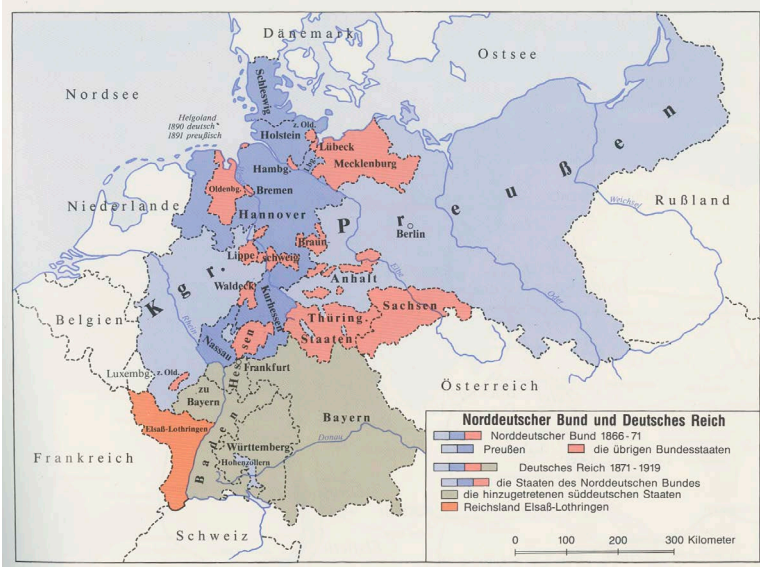 Dänemark
Ostsee
Nordsee
Schleswig
Helgoland
1890 deutsch
1891 preußisch
z. Old.
Holstein
Lübeck
Mecklenburg
Hambg.
Oldenbg.
Bremen
Niederlande
Hannover
Kgr. Preußen
Berlin
Weichsel
Rußland
Braun-
schweig
Lippe
Anhalt
Elbe
Oder
Waldeck
Kurhessen
Sachsen
Belgien
Rhein
Thüring.
Staaten
Nassau
Hessen
Frankfurt
Luxembg.
z. Old.
Österreich
zu
Bayern
Bayern
Elsaß-Lothringen
Baden
Württemberg
Donau
Hohenzollern
Frankreich
Schweiz
Norddeutscher Bund und Deutsches Reich
Norddeutscher Bund 1866-71
Preußen
die übrigen Bundesstaaten
Deutsches Reich 1871-1919
die Staaten des Norddeutschen Bundes
die hinzugetretenen süddeutschen Staaten
Reichsland Elsaß-Lothringen
0 100 200 300 Kilometer